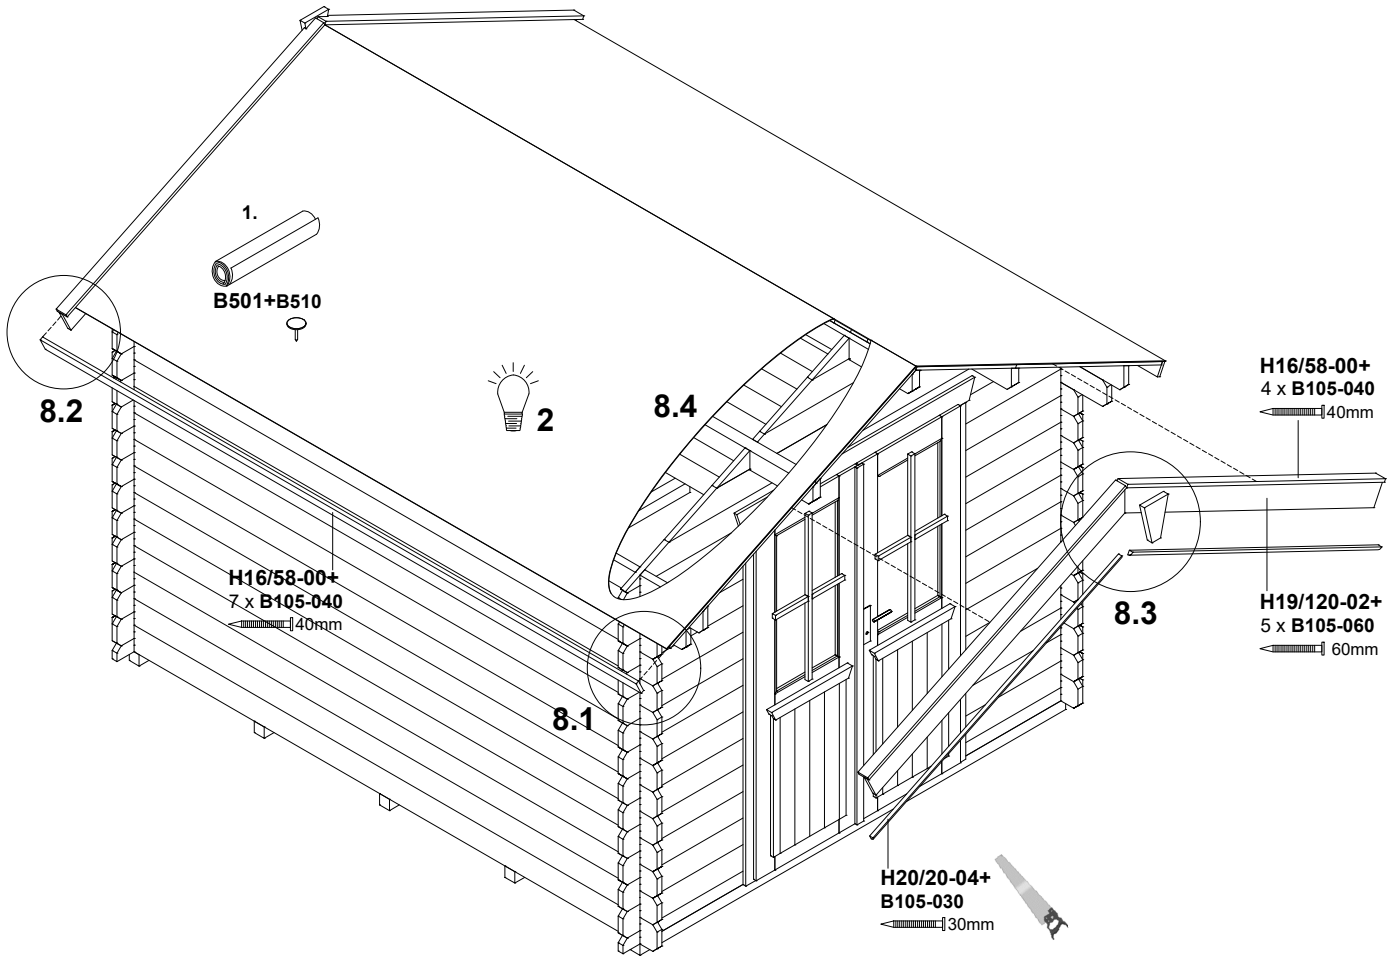 1.
B501+B510
8.2
2
8.4
H16/58-00+
4 x B105-040
40mm
H16/58-00+
7 x B105-040
40mm
8.3
H19/120-02+
5 x B105-060
60mm
8.1
H20/20-04+
B105-030
30mm